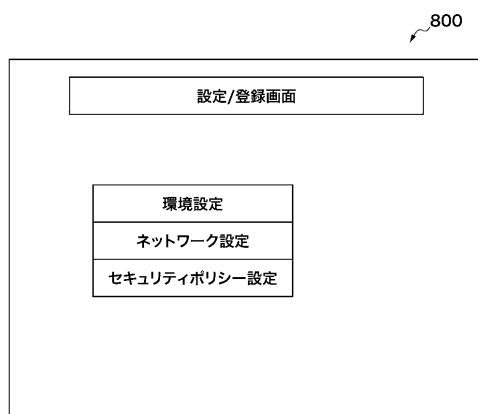 800
設定/登録画面
環境設定
ネットワーク設定
セキュリティポリシー設定